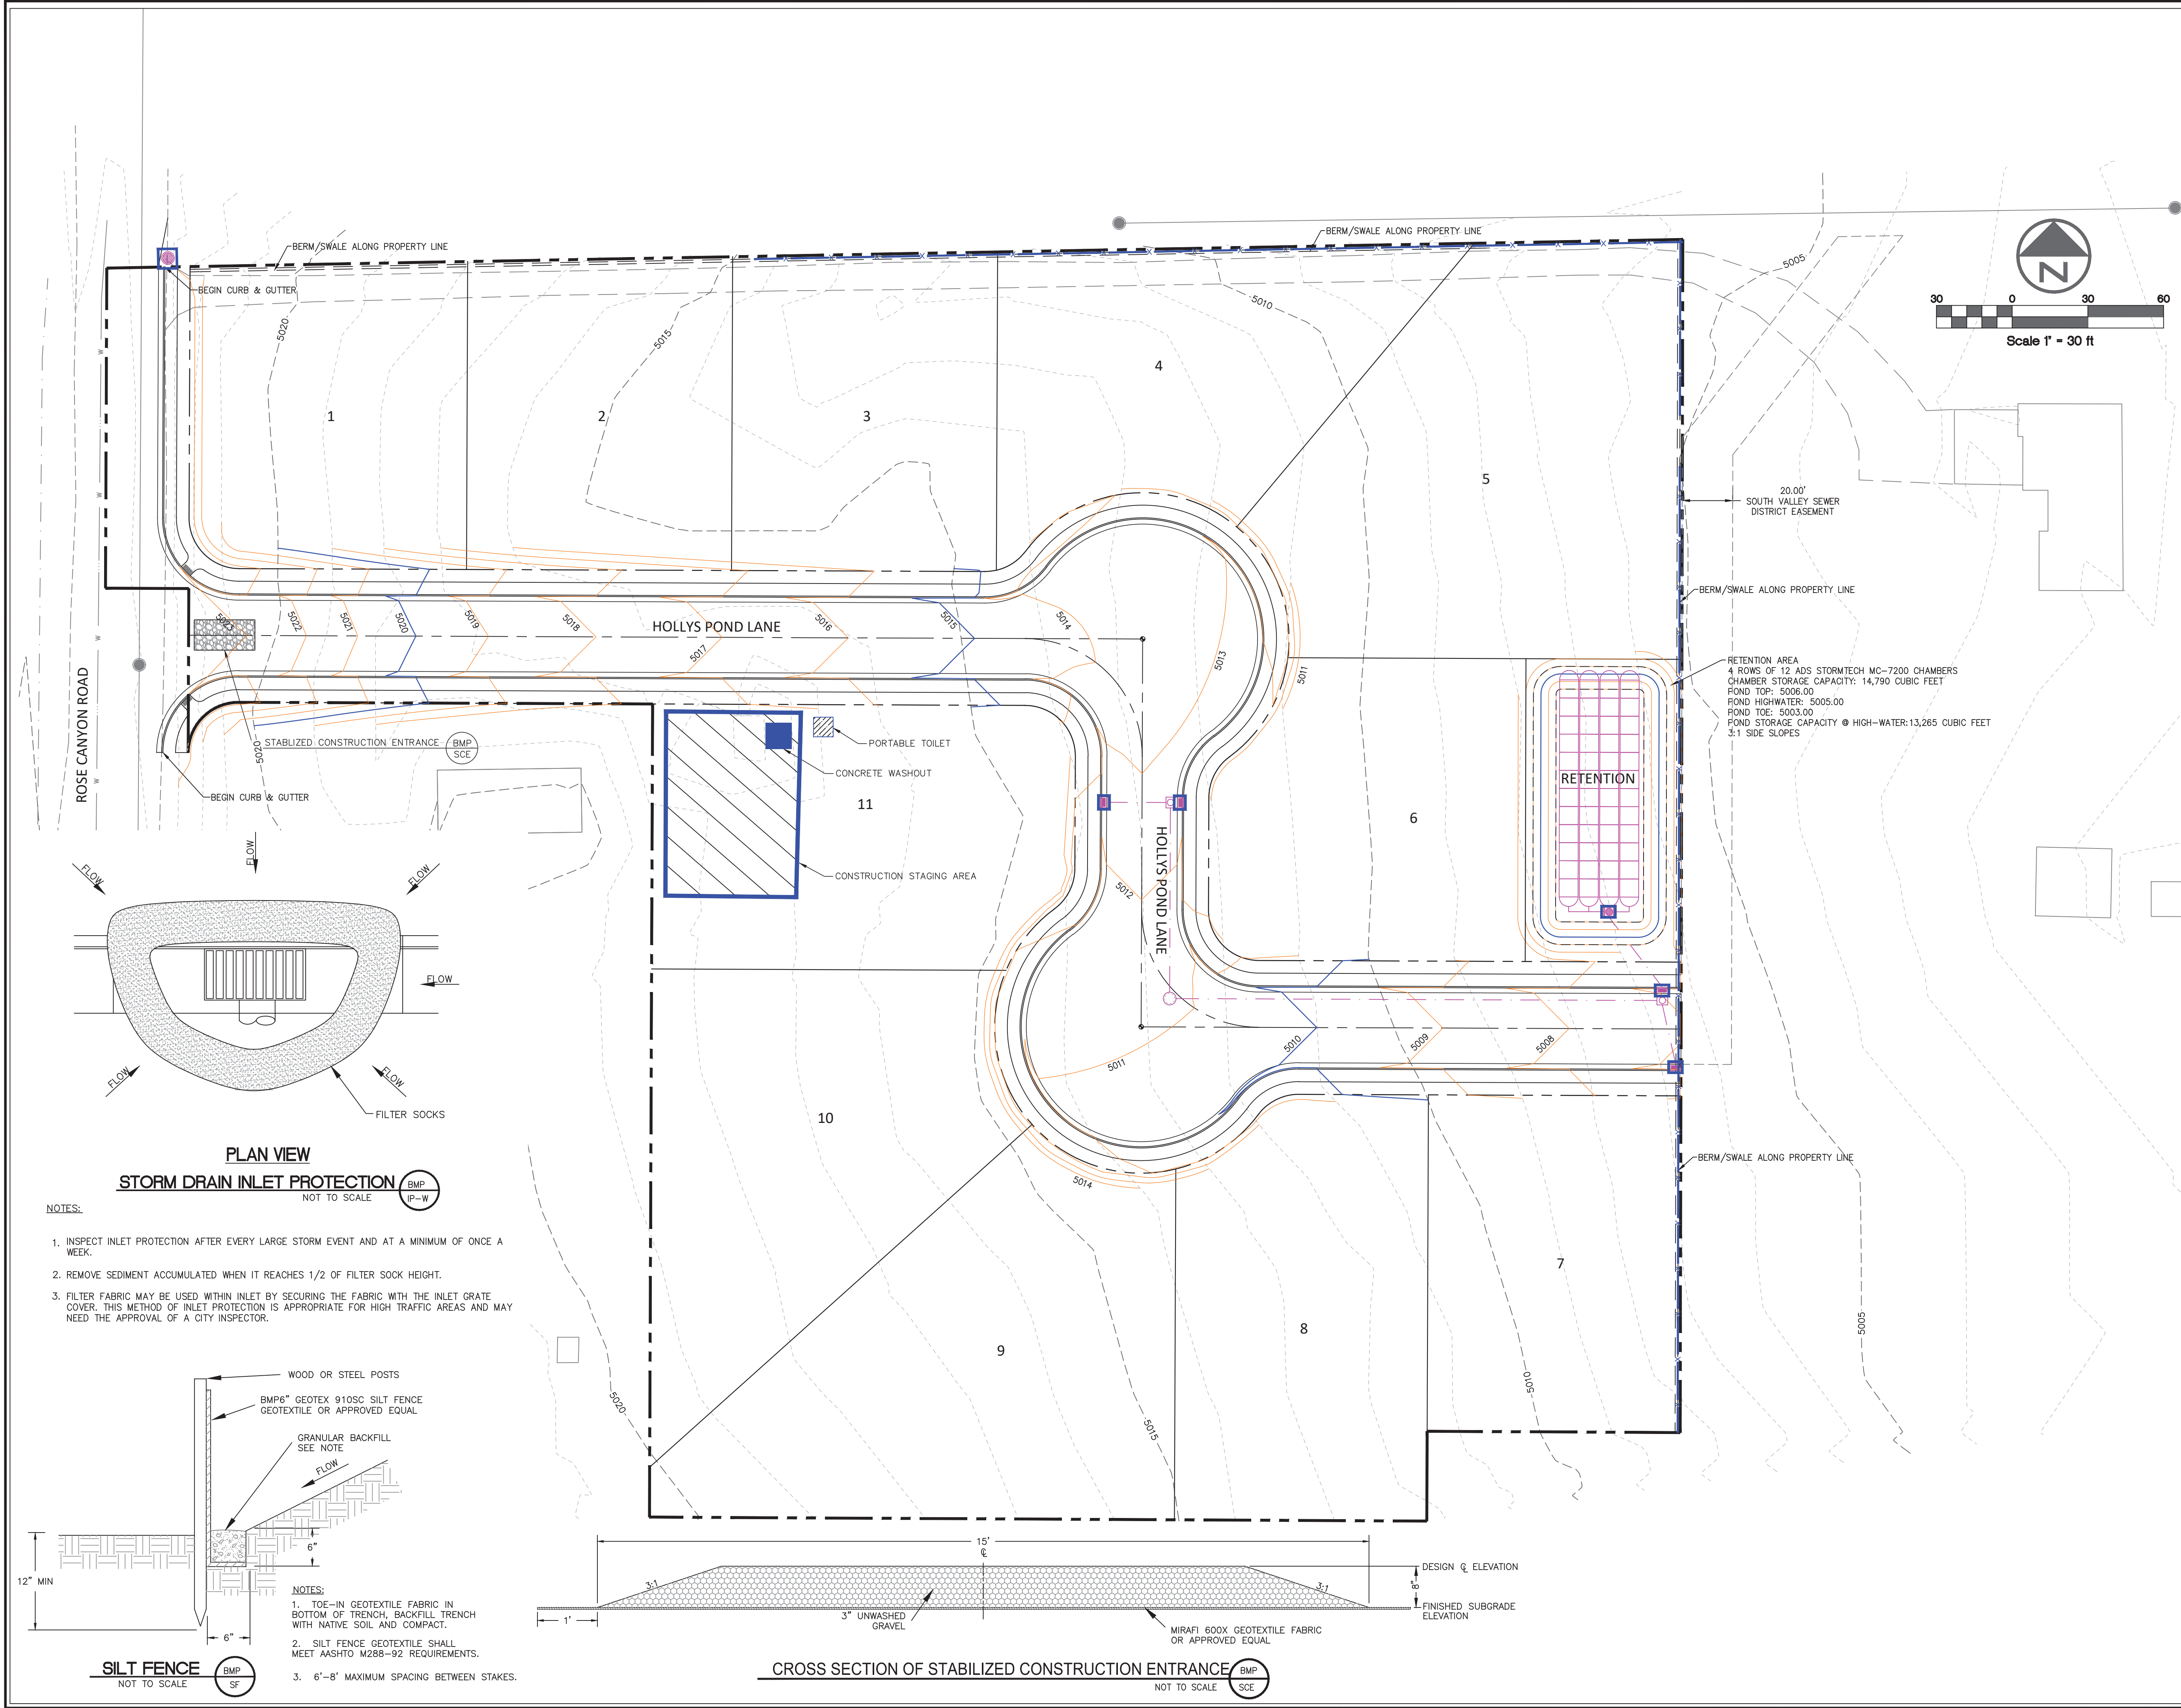 BERM/SWALE ALONG PROPERTY LINE
BERM/SWALE ALONG PROPERTY LINE
BEGIN CURB & GUTTER
N
30 0 30 60
Scale 1" = 30 ft
5020
5015
5010
5005
1
2
3
4
5
20.00'
SOUTH VALLEY SEWER
DISTRICT EASEMENT
BERM/SWALE ALONG PROPERTY LINE
W
W
W
W
ROSE CANYON ROAD
5023
5022
5021
5020
5019
5018
5017
5016
5015
5014
5013
5011
HOLLYS POND LANE
RETENTION AREA
4 ROWS OF 12 ADS STORMTECH MC-7200 CHAMBERS
CHAMBER STORAGE CAPACITY: 14,790 CUBIC FEET
POND TOP: 5006.00
POND HIGHWATER: 5005.00
POND TOE: 5003.00
POND STORAGE CAPACITY @ HIGH-WATER:13,265 CUBIC FEET
3:1 SIDE SLOPES
RETENTION
STABLIZED CONSTRUCTION ENTRANCE
BMP
SCE
5020
BEGIN CURB & GUTTER
PORTABLE TOILET
CONCRETE WASHOUT
11
CONSTRUCTION STAGING AREA
6
HOLLYS POND LANE
5012
5011
5010
5009
5008
5014
BERM/SWALE ALONG PROPERTY LINE
10
9
8
7
5020
5015
5010
5005
FLOW
FLOW
FLOW
FLOW
FLOW
FLOW
FILTER SOCKS
PLAN VIEW
STORM DRAIN INLET PROTECTION
NOT TO SCALE
BMP
IP-W
NOTES:
1. INSPECT INLET PROTECTION AFTER EVERY LARGE STORM EVENT AND AT A MINIMUM OF ONCE A
WEEK.
2. REMOVE SEDIMENT ACCUMULATED WHEN IT REACHES 1/2 OF FILTER SOCK HEIGHT.
3. FILTER FABRIC MAY BE USED WITHIN INLET BY SECURING THE FABRIC WITH THE INLET GRATE
COVER. THIS METHOD OF INLET PROTECTION IS APPROPRIATE FOR HIGH TRAFFIC AREAS AND MAY
NEED THE APPROVAL OF A CITY INSPECTOR.
WOOD OR STEEL POSTS
BMP6" GEOTEX 910SC SILT FENCE
GEOTEXTILE OR APPROVED EQUAL
GRANULAR BACKFILL
SEE NOTE
FLOW
6"
12" MIN
6"
NOTES:
1. TOE-IN GEOTEXTILE FABRIC IN
BOTTOM OF TRENCH, BACKFILL TRENCH
WITH NATIVE SOIL AND COMPACT.
2. SILT FENCE GEOTEXTILE SHALL
MEET AASHTO M288-92 REQUIREMENTS.
3. 6'-8' MAXIMUM SPACING BETWEEN STAKES.
SILT FENCE
NOT TO SCALE
BMP
SF
15'
℄
DESIGN ℄ ELEVATION
3:1
3:1
8"
FINISHED SUBGRADE
ELEVATION
1'
3" UNWASHED
GRAVEL
MIRAFI 600X GEOTEXTILE FABRIC
OR APPROVED EQUAL
CROSS SECTION OF STABILIZED CONSTRUCTION ENTRANCE
NOT TO SCALE
BMP
SCE